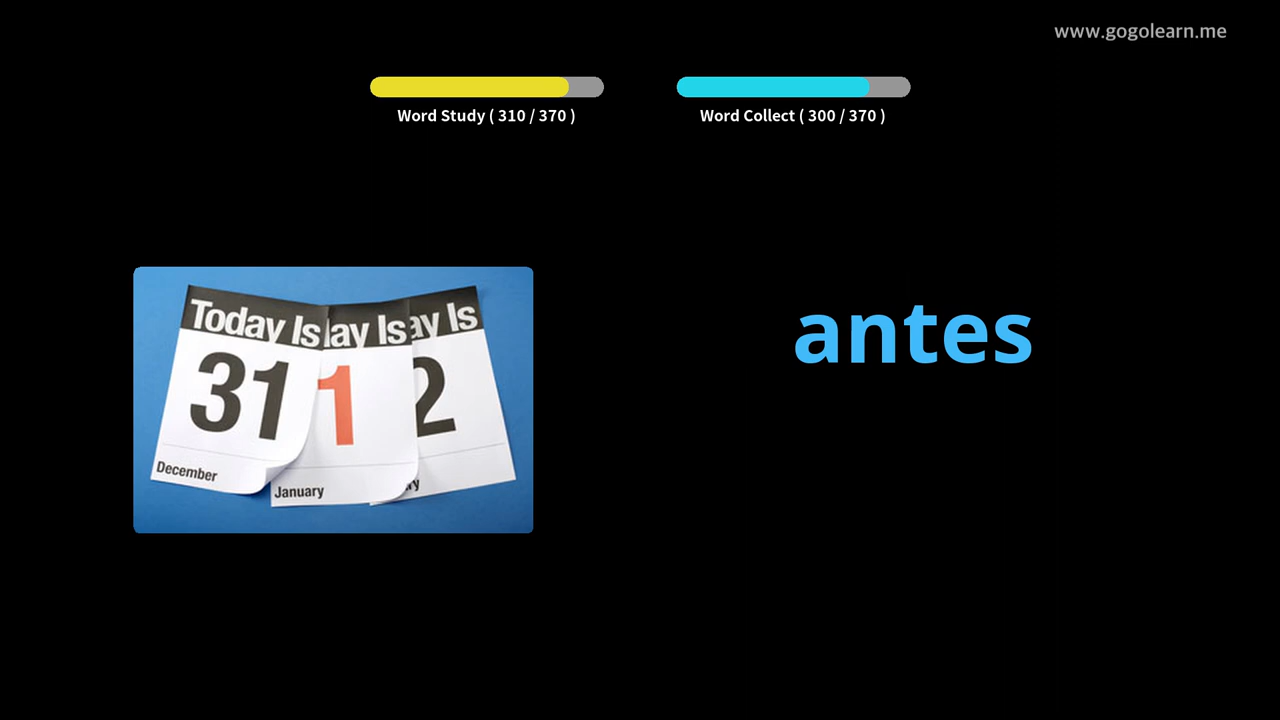 www.gogolearn.me
Word Study ( 310 / 370 )
Word Collect ( 300 / 370 )
Today Is
ay Is
ay Is
31
1
2
December
January
ry
antes